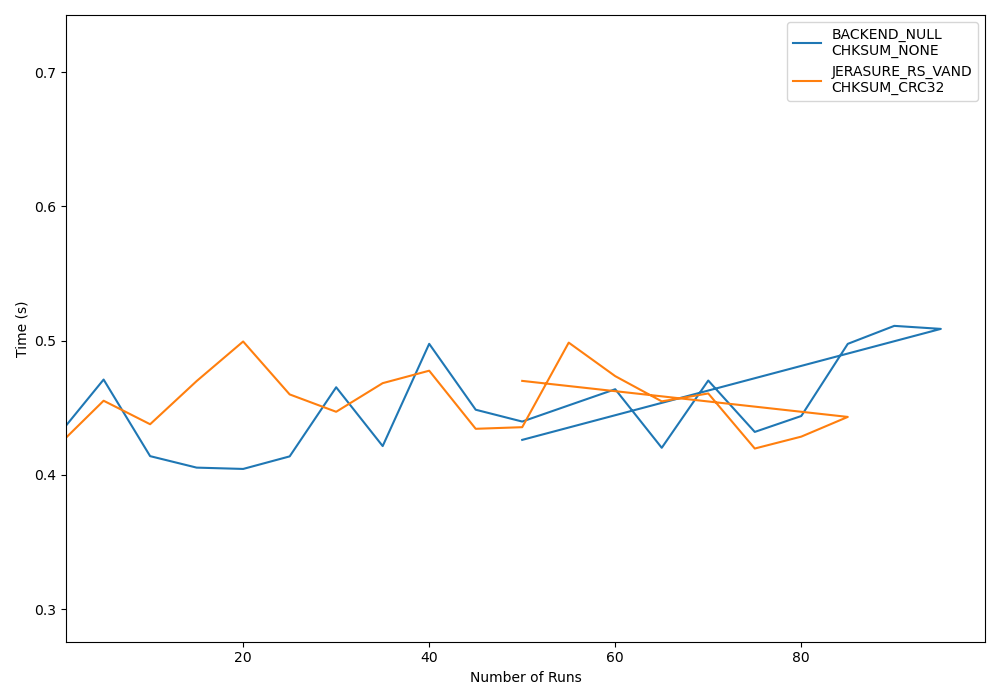 BACKEND_NULL
CHKSUM_NONE
JERASURE_RS_VAND
CHKSUM_CRC32
0.7
0.6
0.5
0.4
0.3
Time (s)
20 40 60 80
Number of Runs